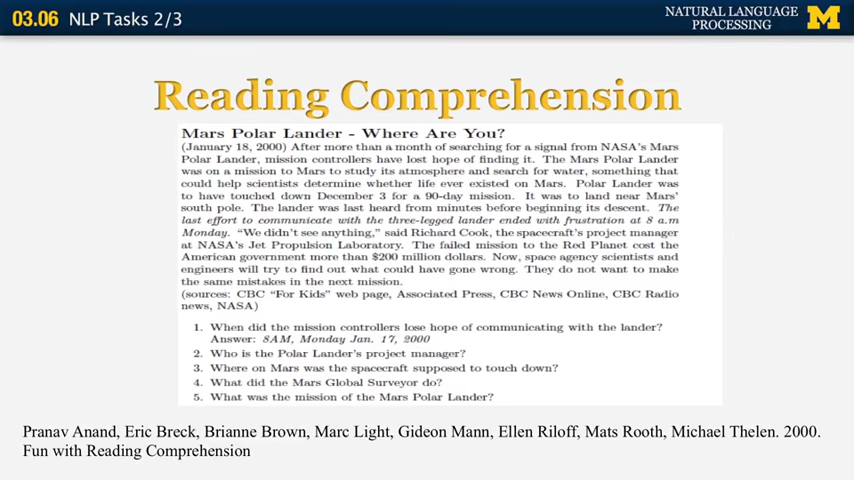 03.06 NLP Tasks 2/3
NATURAL LANGUAGE
PROCESSING
M
Reading Comprehension
Mars Polar Lander - Where Are You?
(January 18, 2000) After more than a month of searching for a signal from NASA's Mars
Polar Lander, mission controllers have lost hope of finding it. The Mars Polar Lander
was on a mission to Mars to study its atmosphere and search for water, something that
could help scientists determine whether life ever existed on Mars. Polar Lander was
to have touched down December 3 for a 90-day mission. It was to land near Mars'
south pole. The lander was last heard from minutes before beginning its descent. The
last effort to communicate with the three-legged lander ended with frustration at 8 a.m
Monday. "We didn't see anything," said Richard Cook, the spacecraft's project manager
at NASA's Jet Propulsion Laboratory. The failed mission to the Red Planet cost the
American government more than $200 million dollars. Now, space agency scientists and
engineers will try to find out what could have gone wrong. They do not want to make
the same mistakes in the next mission.
(sources: CBC "For Kids" web page, Associated Press, CBC News Online, CBC Radio
news, NASA)
1. When did the mission controllers lose hope of communicating with the lander?
Answer: 8AM, Monday Jan. 17, 2000
2. Who is the Polar Lander's project manager?
3. Where on Mars was the spacecraft supposed to touch down?
4. What did the Mars Global Surveyor do?
5. What was the mission of the Mars Polar Lander?
Pranav Anand, Eric Breck, Brianne Brown, Marc Light, Gideon Mann, Ellen Riloff, Mats Rooth, Michael Thelen. 2000.
Fun with Reading Comprehension